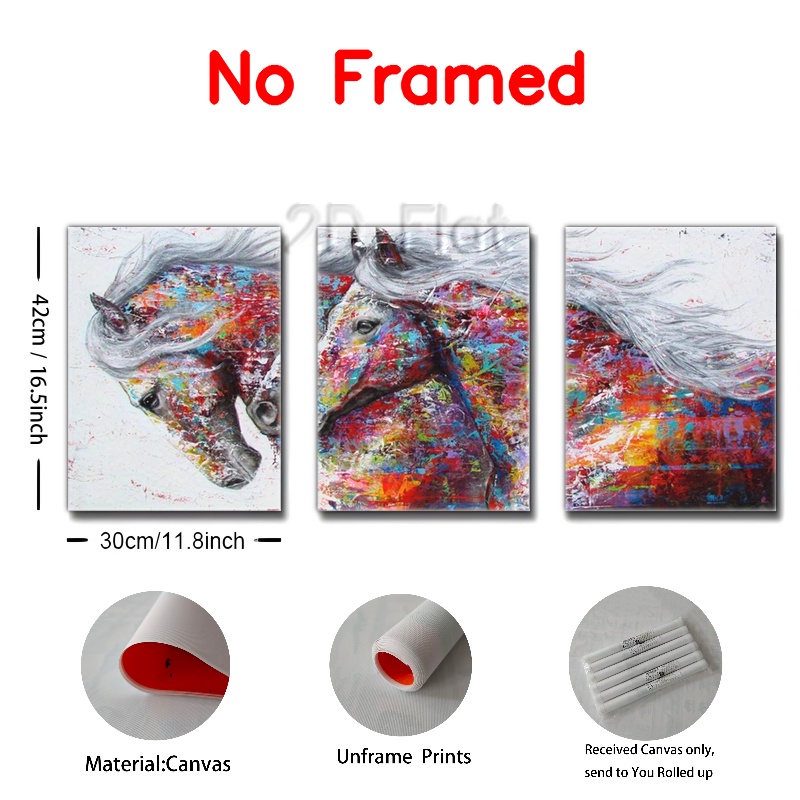 No Framed
2D Flat
42cm / 16.5inch
30cm/11.8inch
Material:Canvas
Unframe Prints
Received Canvas only,
send to You Rolled up